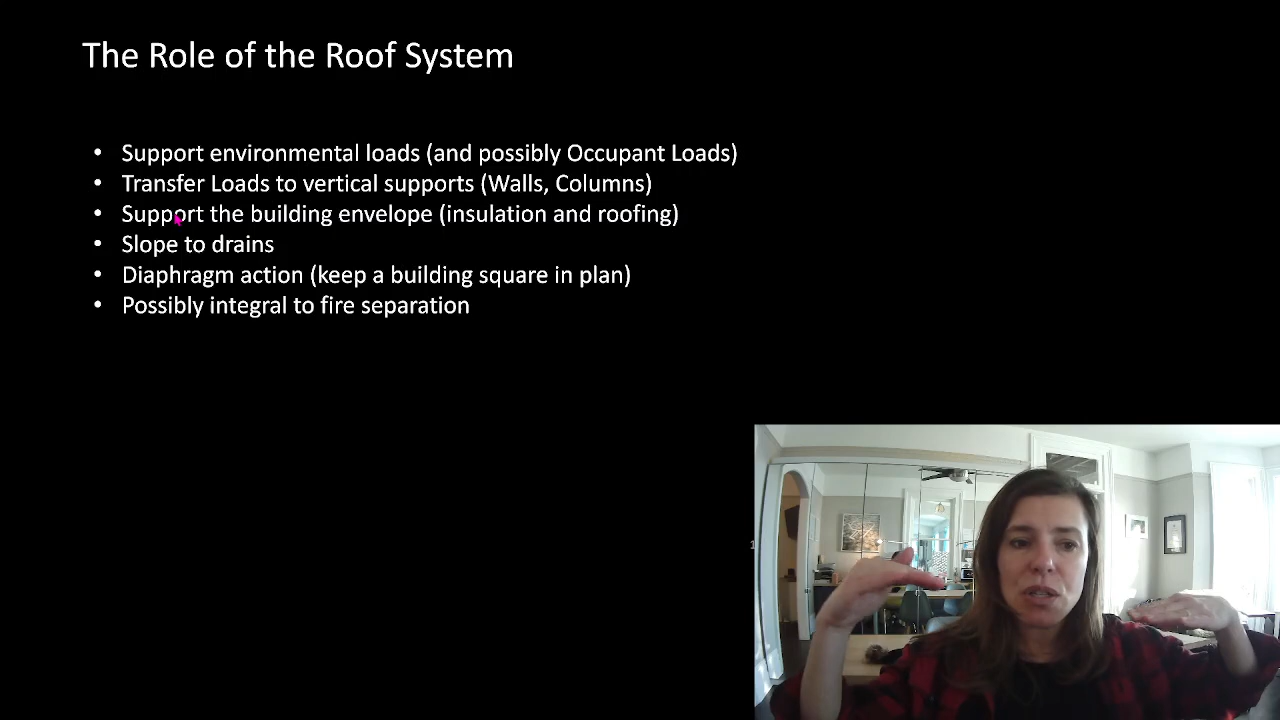 The Role of the Roof System
• Support environmental loads (and possibly Occupant Loads)
• Transfer Loads to vertical supports (Walls, Columns)
• Support the building envelope (insulation and roofing)
• Slope to drains
• Diaphragm action (keep a building square in plan)
• Possibly integral to fire separation